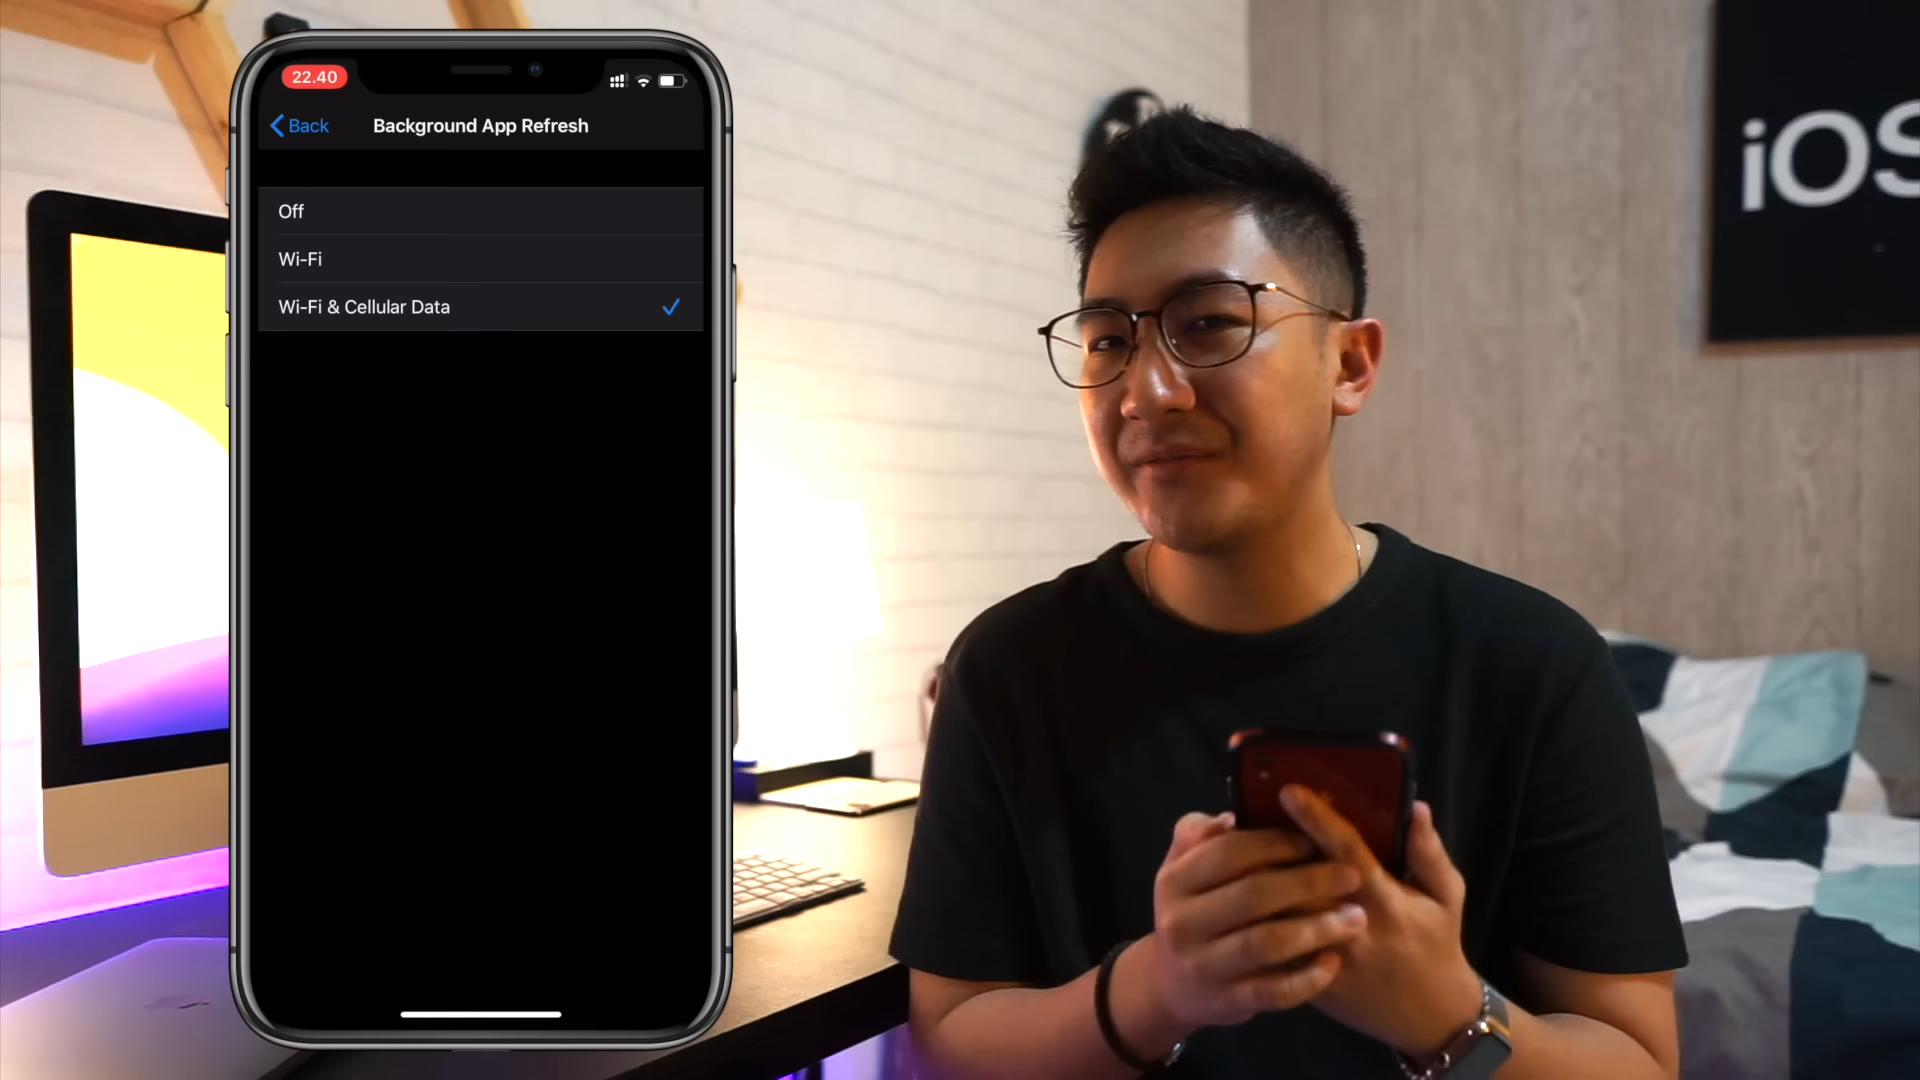 22.40
Back
Background App Refresh
Off
Wi-Fi
Wi-Fi & Cellular Data
iOS